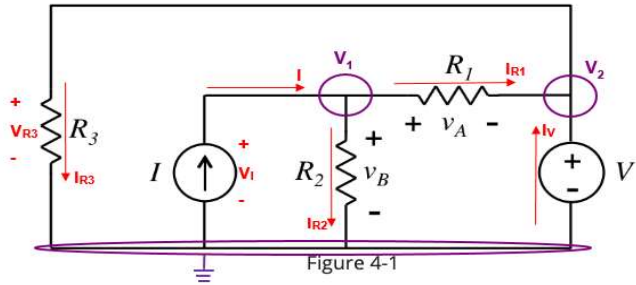 V1
V2
I
R1
IR1
+
VR3
-
R3
IR3
I
+
VI
-
R2
IR2
+
vB
-
+ vA -
IV
+
-
V
Figure 4-1